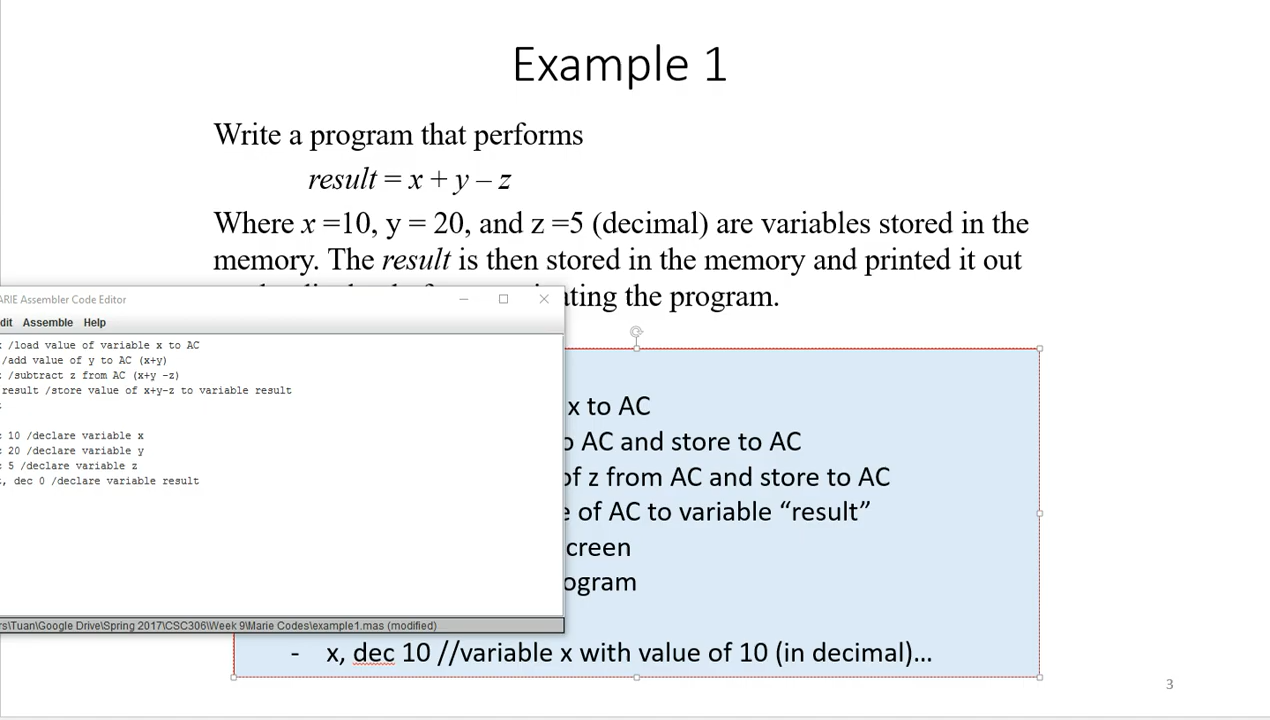 Example 1
Write a program that performs
result = x + y – z
Where x =10, y = 20, and z =5 (decimal) are variables stored in the
memory. The result is then stored in the memory and printed it out
the program.
Assembler Code Editor
Assemble Help
/load value of variable x to AC
/add value of y to AC (x+y)
/subtract z from AC (x+y -z)
result /store value of x+y-z to variable result
10 /declare variable x
20 /declare variable y
5 /declare variable z
, dec 0 /declare variable result
\Tuan\Google Drive\Spring 2017\CSC306\Week 9\Marie Codes\example1.mas (modified)
x to AC
AC and store to AC
of z from AC and store to AC
of AC to variable “result”
- x, dec 10 //variable x with value of 10 (in decimal)...
3